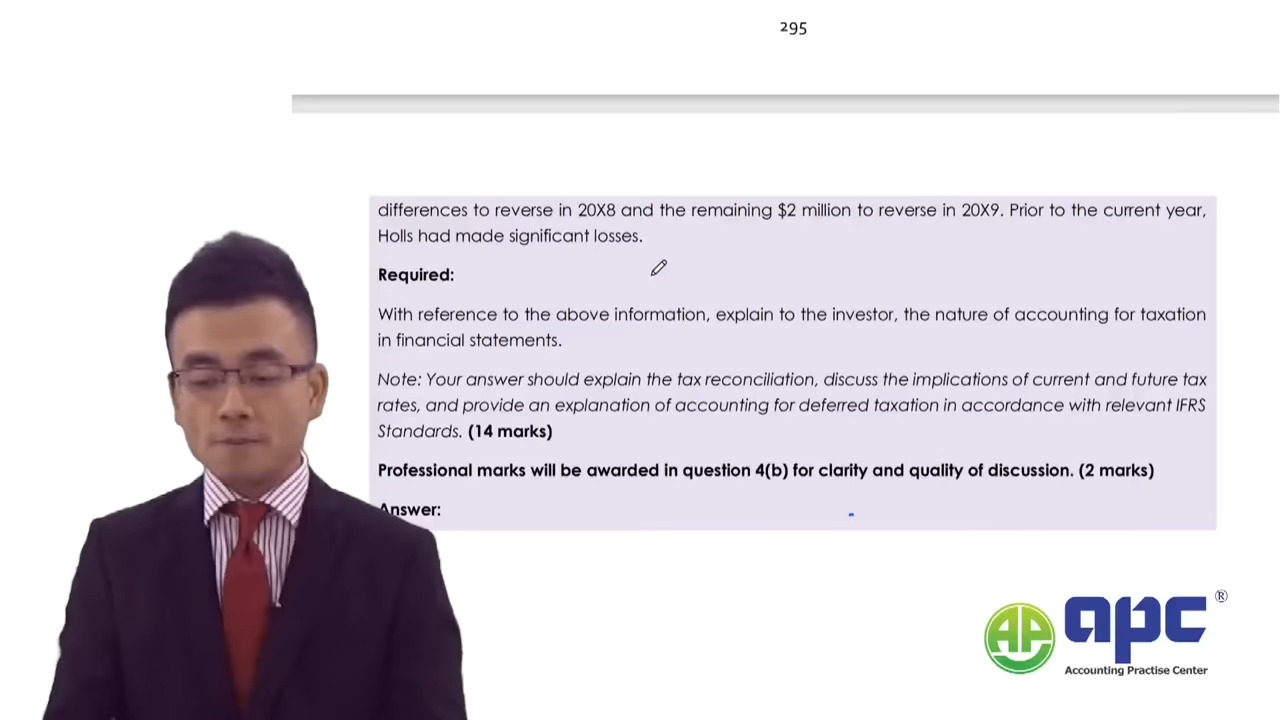 295
differences to reverse in 20X8 and the remaining $2 million to reverse in 20X9. Prior to the current year,
Holls had made significant losses.
Required:
With reference to the above information, explain to the investor, the nature of accounting for taxation
in financial statements.
Note: Your answer should explain the tax reconciliation, discuss the implications of current and future tax
rates, and provide an explanation of accounting for deferred taxation in accordance with relevant IFRS
Standards. (14 marks)
Professional marks will be awarded in question 4(b) for clarity and quality of discussion. (2 marks)
Answer:
AP apc ®
Accounting Practise Center